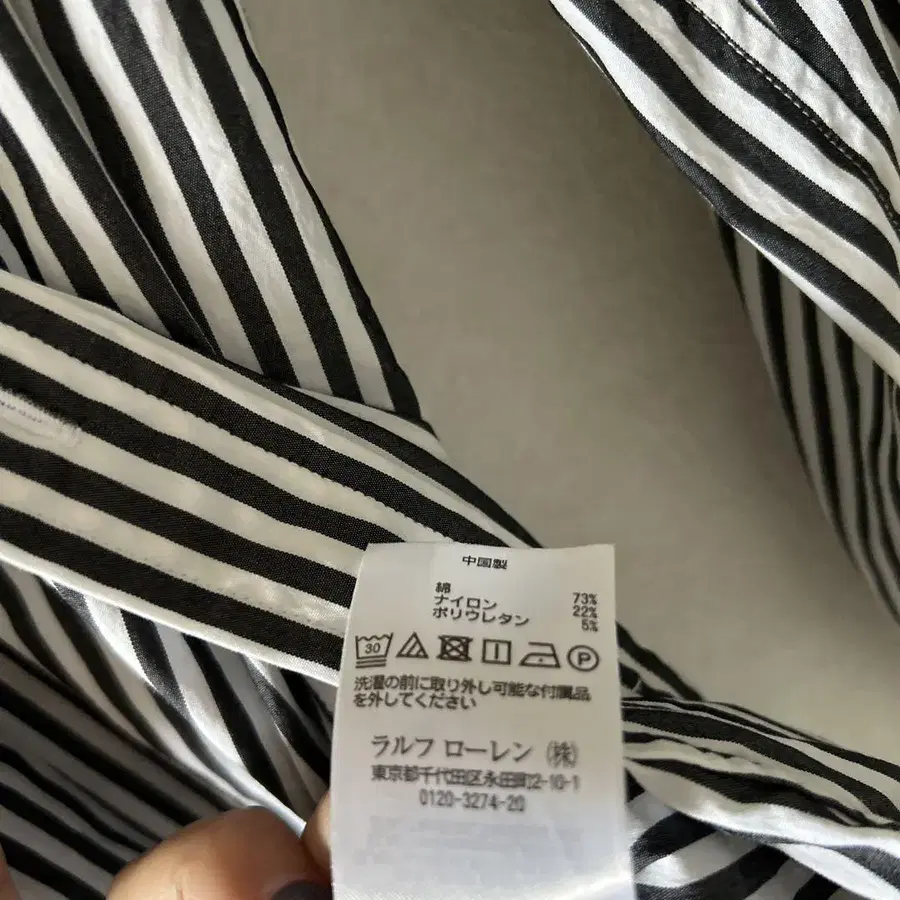 中国製
綿 73%
ナイロン 22%
ポリウレタン 5%
30 P
洗濯の前に取り外し可能な付属品
を外してください
ラルフ ローレン（株）
東京都千代田区永田町2-10-1
0120-3274-20